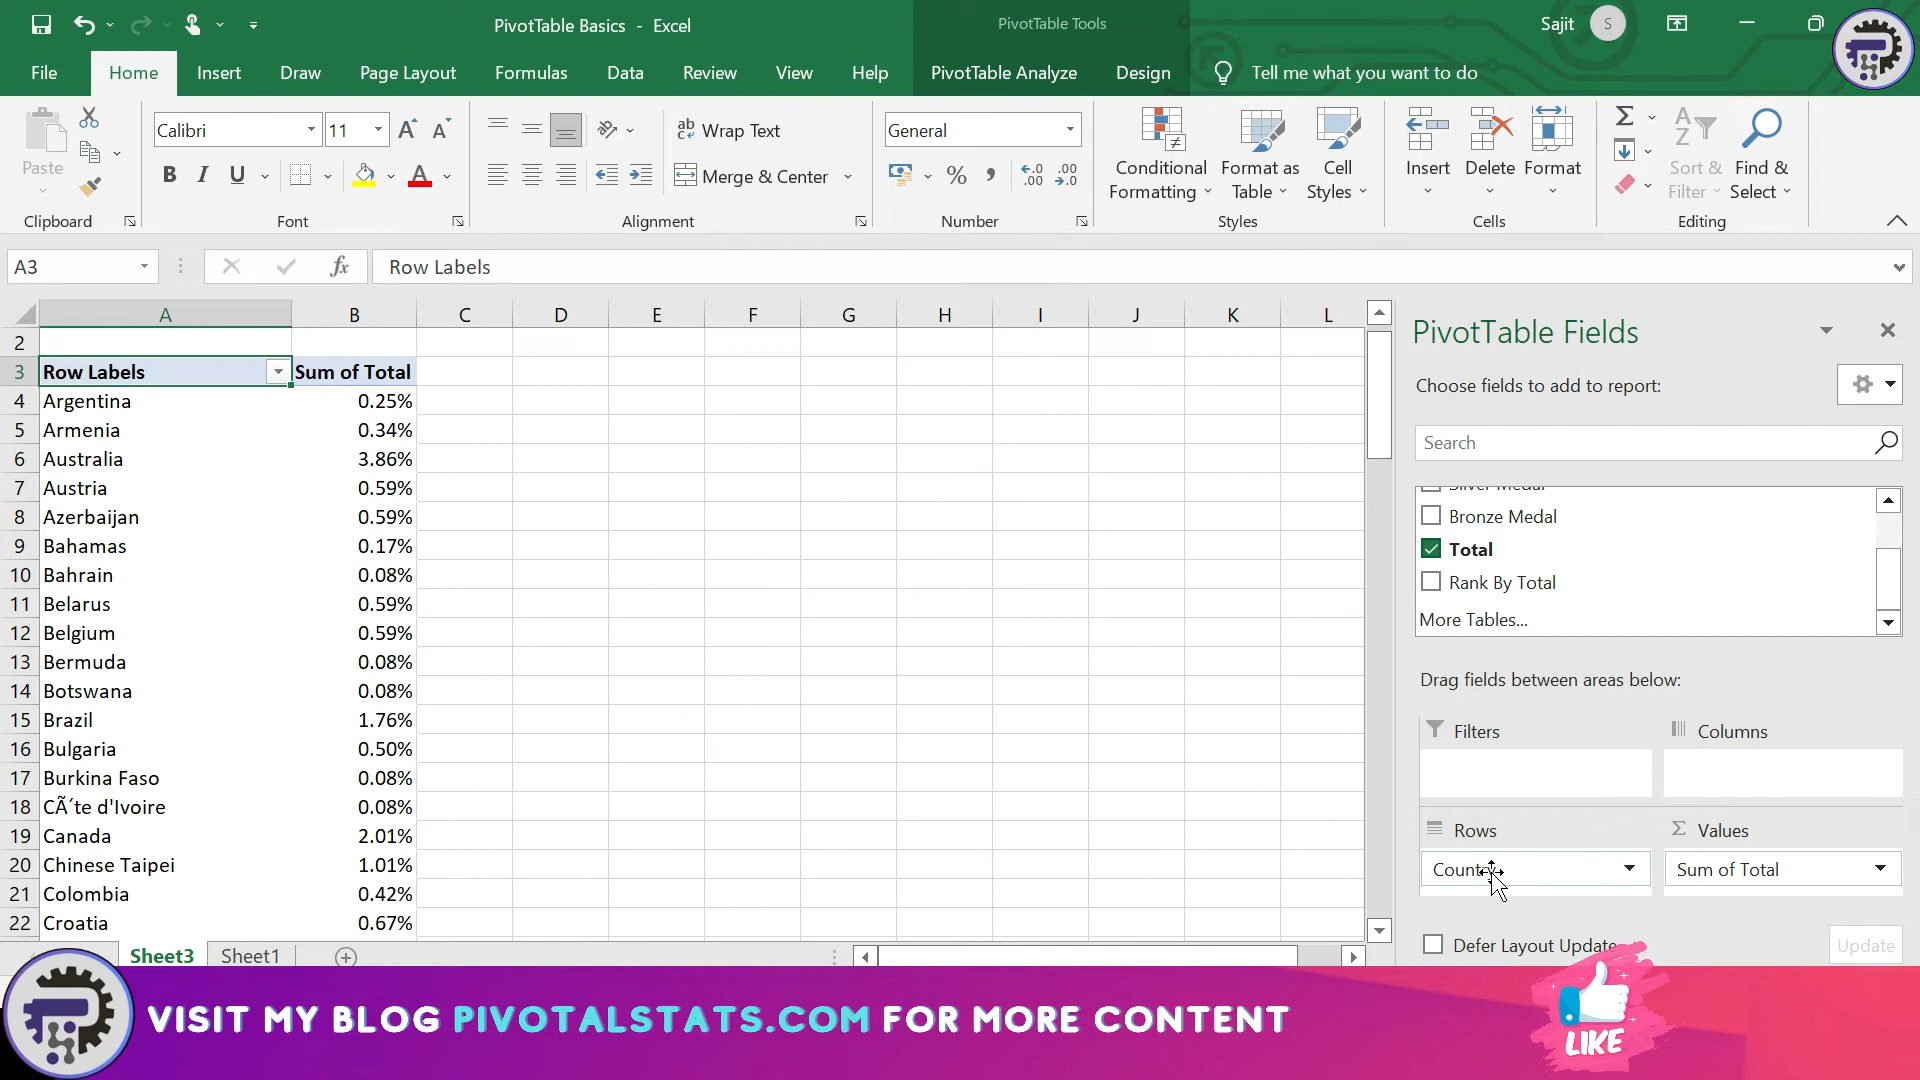 PivotTable Basics - Excel
PivotTable Tools
Sajit
S
File
Home
Insert
Draw
Page Layout
Formulas
Data
Review
View
Help
PivotTable Analyze
Design
Tell me what you want to do
Paste
Clipboard
Calibri
11
B I U
Font
Wrap Text
Merge & Center
Alignment
General
Number
Conditional
Formatting
Format as
Table
Cell
Styles
Styles
Insert
Delete
Format
Cells
Sort &
Filter
Find &
Select
Editing
A3
fx
Row Labels
A B C D E F G H I J K L
2
3 Row Labels Sum of Total
4 Argentina 0.25%
5 Armenia 0.34%
6 Australia 3.86%
7 Austria 0.59%
8 Azerbaijan 0.59%
9 Bahamas 0.17%
10 Bahrain 0.08%
11 Belarus 0.59%
12 Belgium 0.59%
13 Bermuda 0.08%
14 Botswana 0.08%
15 Brazil 1.76%
16 Bulgaria 0.50%
17 Burkina Faso 0.08%
18 CÃ´te d'Ivoire 0.08%
19 Canada 2.01%
20 Chinese Taipei 1.01%
21 Colombia 0.42%
22 Croatia 0.67%
Sheet3
Sheet1
PivotTable Fields
Choose fields to add to report:
Search
Silver Medal
Bronze Medal
Total
Rank By Total
More Tables...
Drag fields between areas below:
Filters
Columns
Rows
Values
Country
Sum of Total
Defer Layout Update
Update
VISIT MY BLOG PIVOTALSTATS.COM FOR MORE CONTENT
LIKE